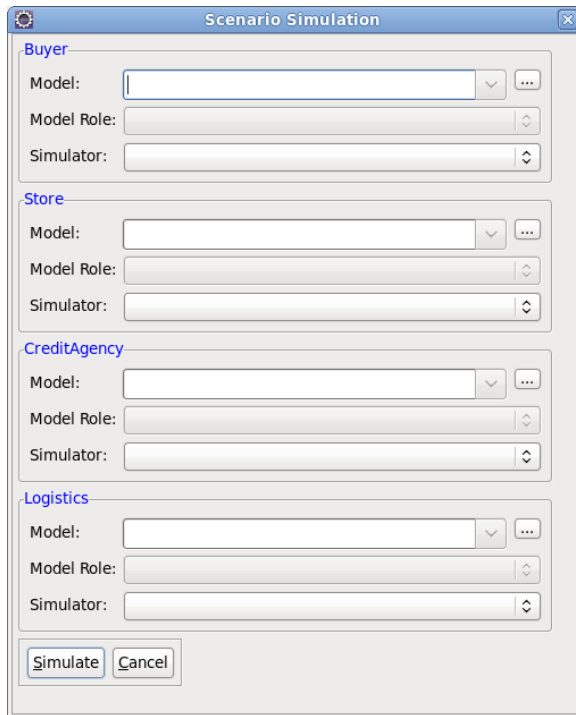 Scenario Simulation
Buyer
Model: ...
Model Role:
Simulator:
Store
Model: ...
Model Role:
Simulator:
CreditAgency
Model: ...
Model Role:
Simulator:
Logistics
Model: ...
Model Role:
Simulator:
Simulate Cancel